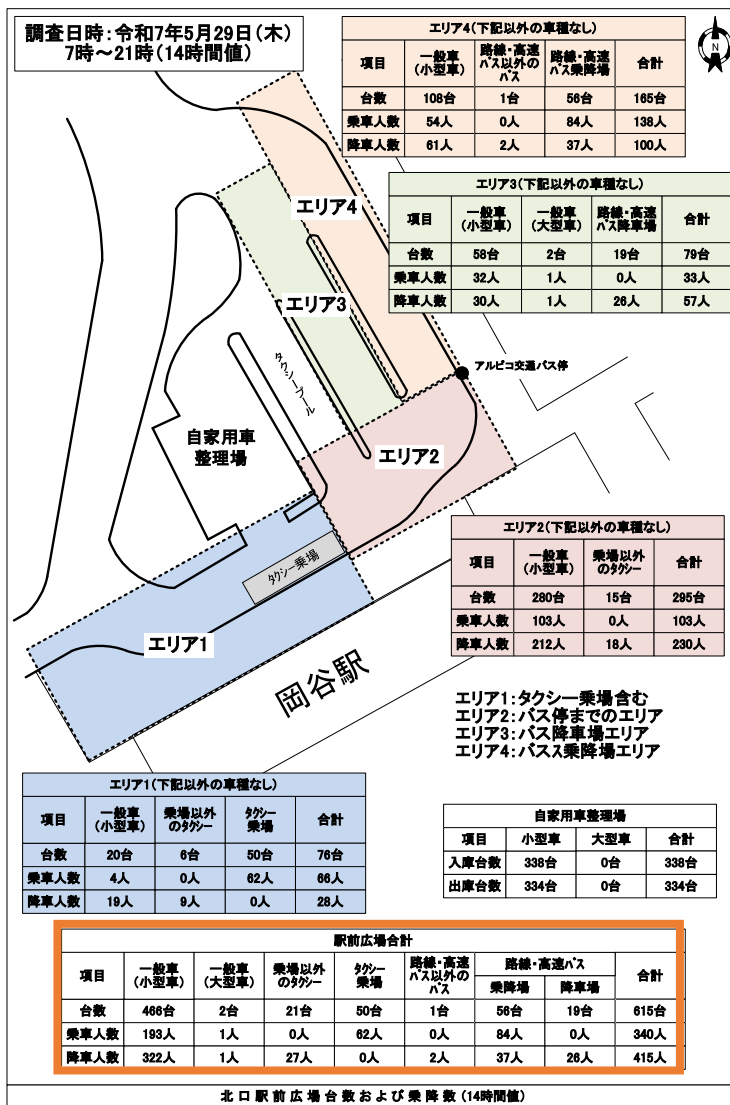 調査日時:令和7年5月29日(木)
7時～21時(14時間値)
エリア4(下記以外の車種なし)
項目 一般車(小型車) 路線・高速バス以外のバス 路線・高速バス乗降場 合計
台数 108台 1台 56台 165台
乗車人数 54人 0人 84人 138人
降車人数 61人 2人 37人 100人
N
エリア3(下記以外の車種なし)
項目 一般車(小型車) 一般車(大型車) 路線・高速バス降車場 合計
台数 58台 2台 19台 79台
乗車人数 32人 1人 0人 33人
降車人数 30人 1人 26人 57人
エリア4
エリア3
タクシープール
アルピコ交通バス停
自家用車
整理場
エリア2
エリア2(下記以外の車種なし)
項目 一般車(小型車) 乗場以外のタクシー 合計
台数 280台 15台 295台
乗車人数 103人 0人 103人
降車人数 212人 18人 230人
タクシー乗場
エリア1
岡谷駅
エリア1:タクシー乗場含む
エリア2:バス停までのエリア
エリア3:バス降車場エリア
エリア4:バスス乗降場エリア
エリア1(下記以外の車種なし)
項目 一般車(小型車) 乗場以外のタクシー タクシー乗場 合計
台数 20台 6台 50台 76台
乗車人数 4人 0人 62人 66人
降車人数 19人 9人 0人 28人
自家用車整理場
項目 小型車 大型車 合計
入庫台数 338台 0台 338台
出庫台数 334台 0台 334台
駅前広場合計
項目 一般車(小型車) 一般車(大型車) 乗場以外のタクシー タクシー乗場 路線・高速バス以外のバス 路線・高速バス 合計
乗降場 降車場
台数 466台 2台 21台 50台 1台 56台 19台 615台
乗車人数 193人 1人 0人 62人 0人 84人 0人 340人
降車人数 322人 1人 27人 0人 2人 37人 26人 415人
北口駅前広場台数および乗降数(14時間値)